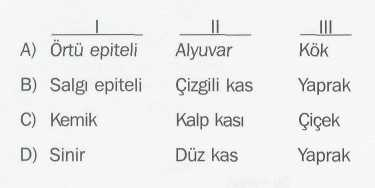 I II III
A) Örtü epiteli Alyuvar Kök
B) Salgı epiteli Çizgili kas Yaprak
C) Kemik Kalp kası Çiçek
D) Sinir Düz kas Yaprak